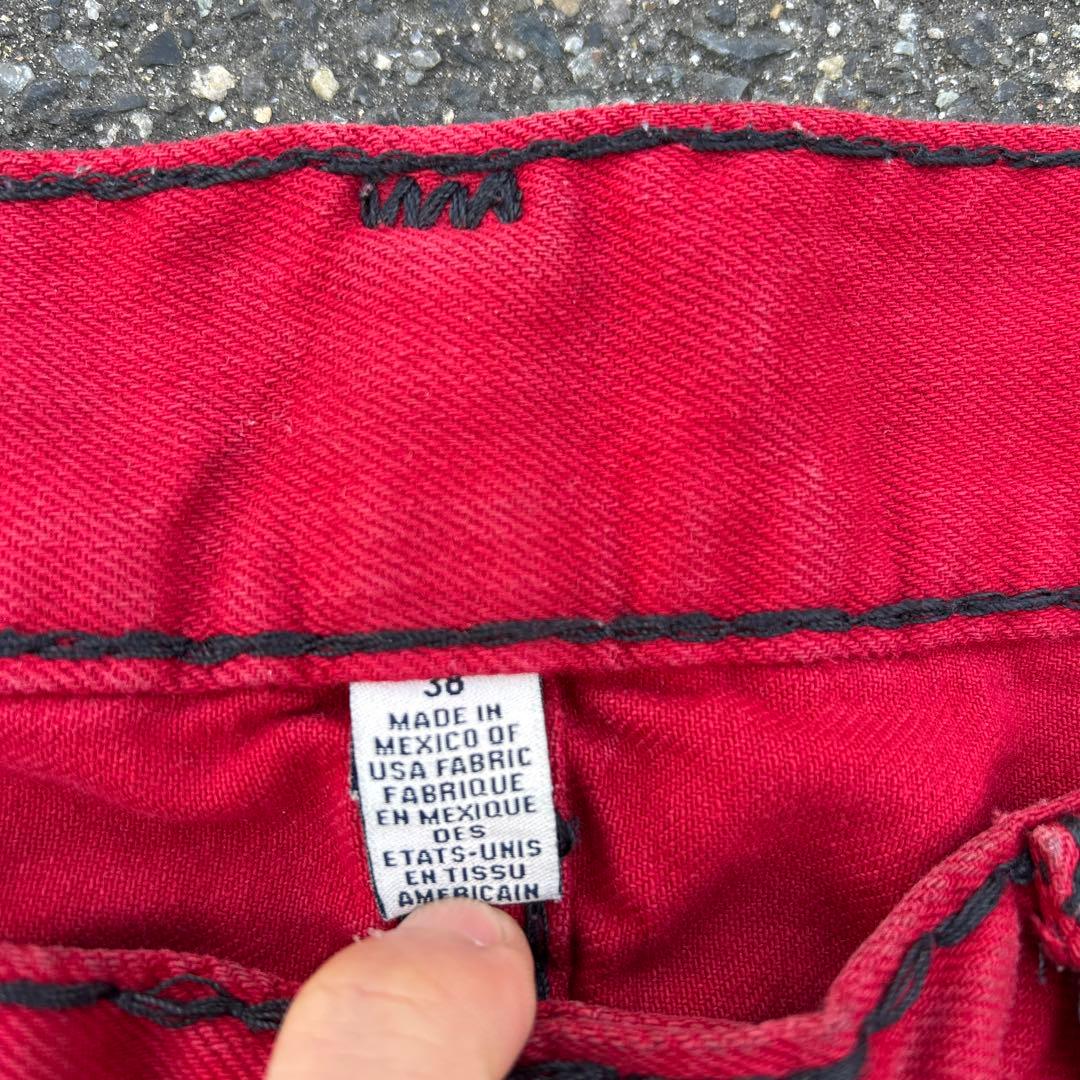 38
MADE IN
MEXICO OF
USA FABRIC
FABRIQUE
EN MEXIQUE
DES
ETATS-UNIS
EN TISSU
AMERICAIN